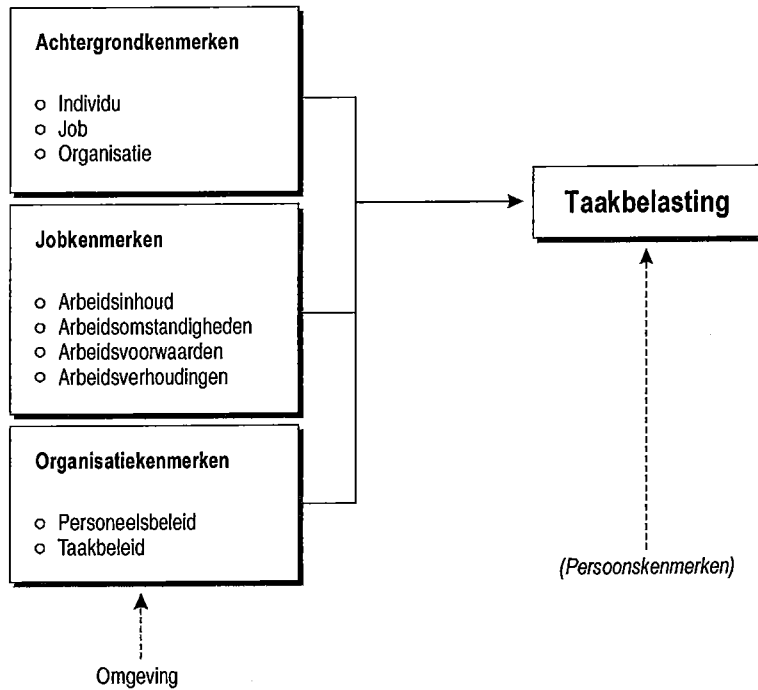 Achtergrondkenmerken
Individu
Job
Organisatie
Jobkenmerken
Arbeidsinhoud
Arbeidsomstandigheden
Arbeidsvoorwaarden
Arbeidsverhoudingen
Organisatiekenmerken
Personeelsbeleid
Taakbeleid
Omgeving
Taakbelasting
(Persoonskenmerken)